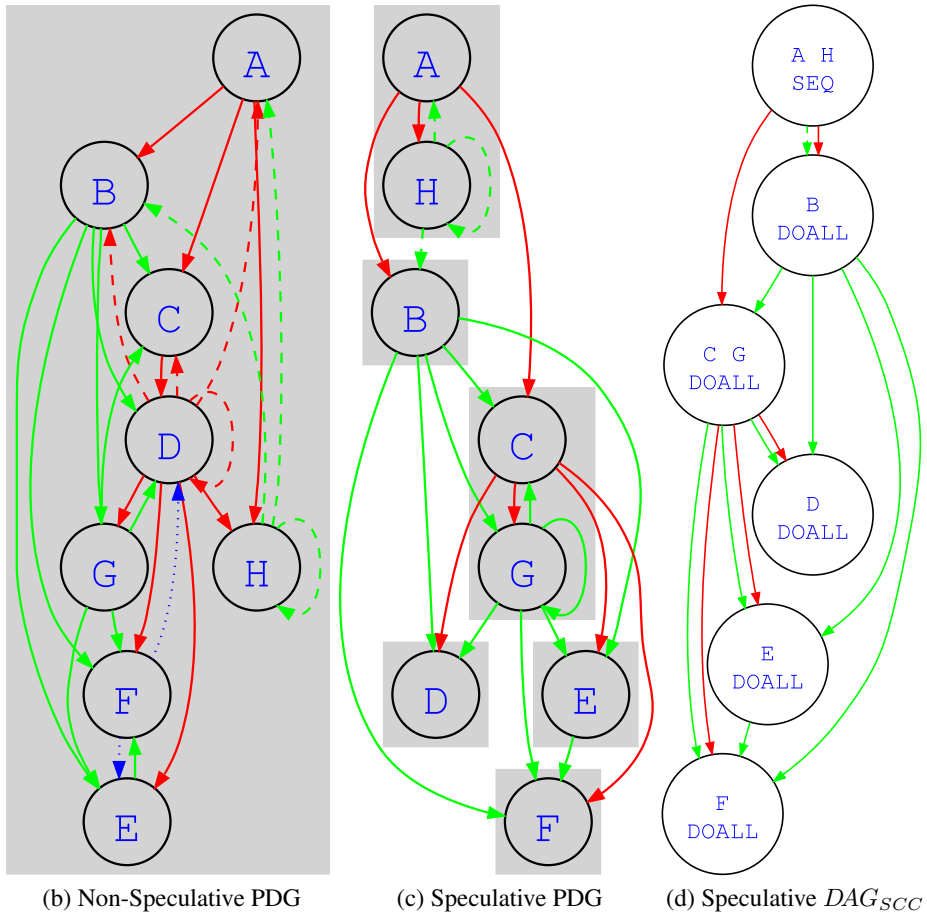 A
B
C
D
G
H
F
E
(b) Non-Speculative PDG
A
H
B
C
G
D
E
F
(c) Speculative PDG
A H
SEQ
B
DOALL
C G
DOALL
D
DOALL
E
DOALL
F
DOALL
(d) Speculative DAG_SCC